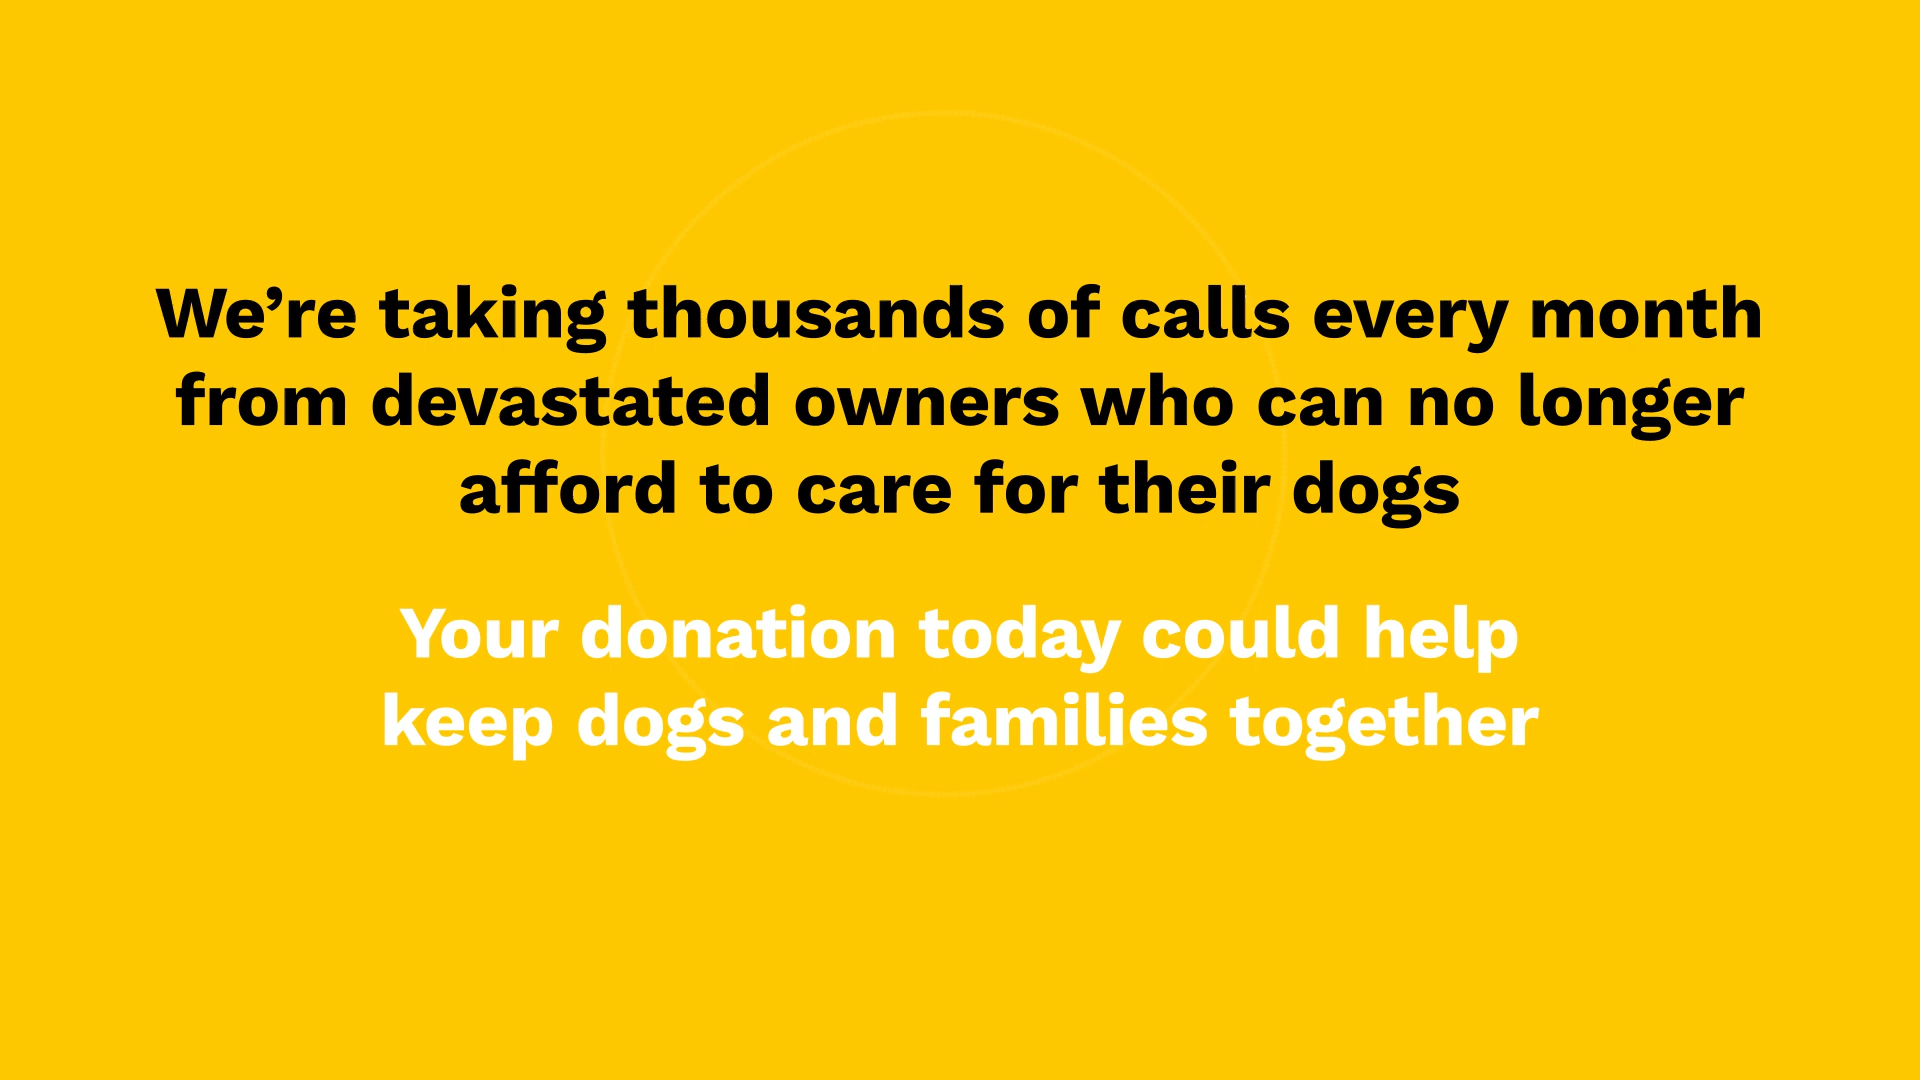 We’re taking thousands of calls every month
from devastated owners who can no longer
afford to care for their dogs
Your donation today could help
keep dogs and families together